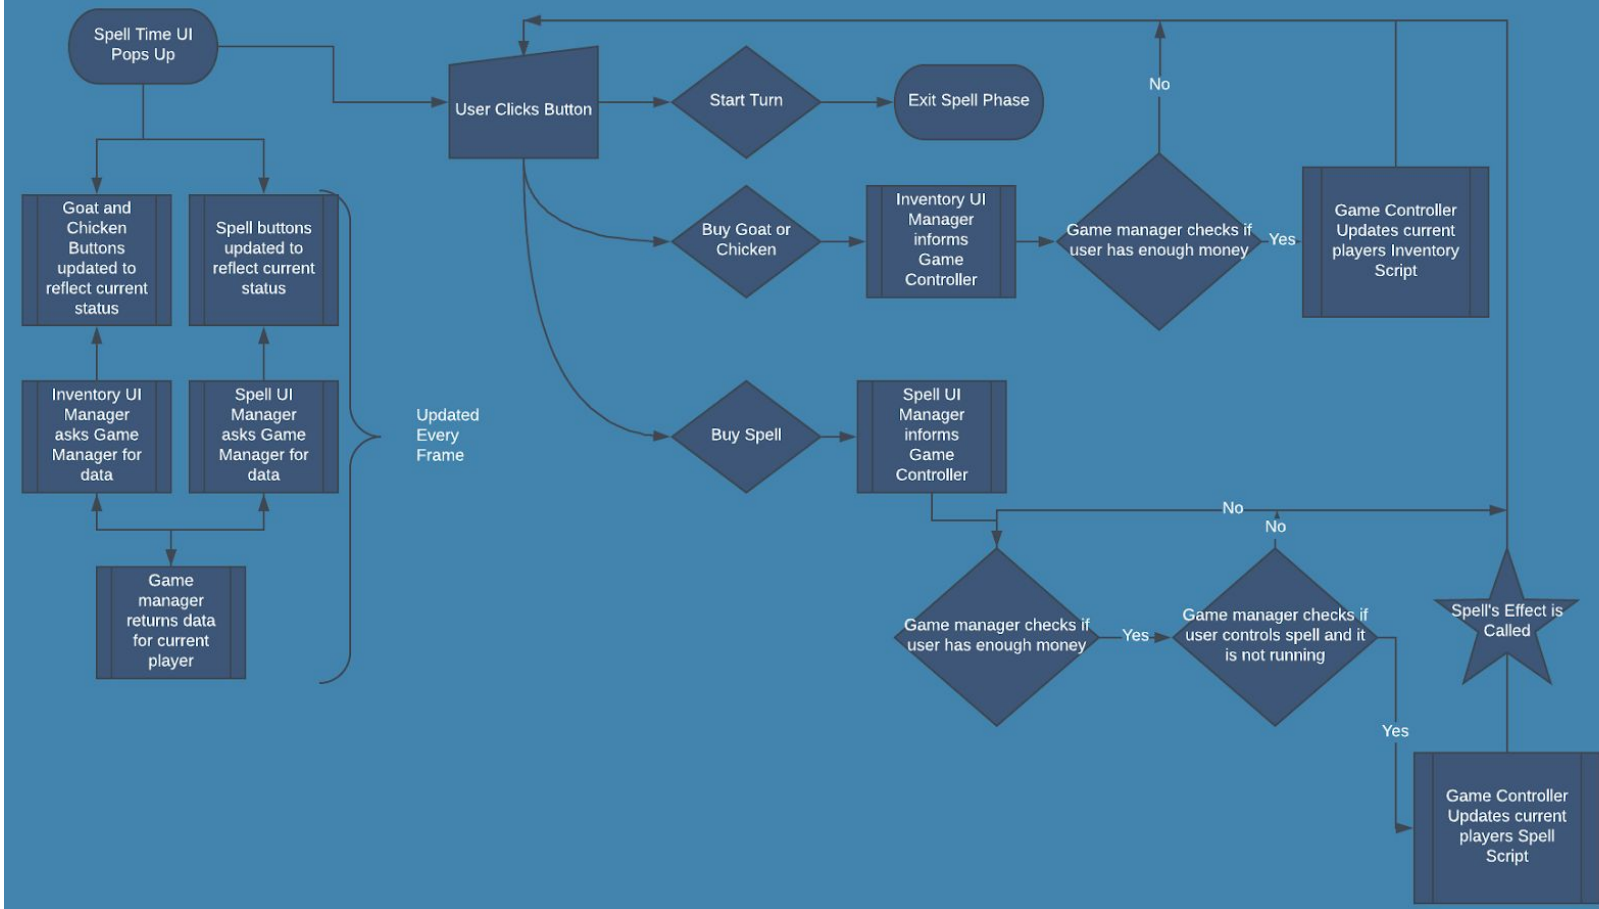 Spell Time UI
Pops Up
User Clicks Button
Start Turn
Exit Spell Phase
No
Goat and
Chicken
Buttons
updated to
reflect current
status
Spell buttons
updated to
reflect current
status
Buy Goat or
Chicken
Inventory UI
Manager
informs
Game
Controller
Game manager checks if
user has enough money
Yes
Game Controller
Updates current
players Inventory
Script
Inventory UI
Manager
asks Game
Manager for
data
Spell UI
Manager
asks Game
Manager for
data
Updated
Every
Frame
Buy Spell
Spell UI
Manager
informs
Game
Controller
No
No
Game manager
returns data
for current
player
Game manager checks if
user has enough money
Yes
Game manager checks if
user controls spell and it
is not running
Spell's Effect is
Called
Yes
Game Controller
Updates current
players Spell
Script